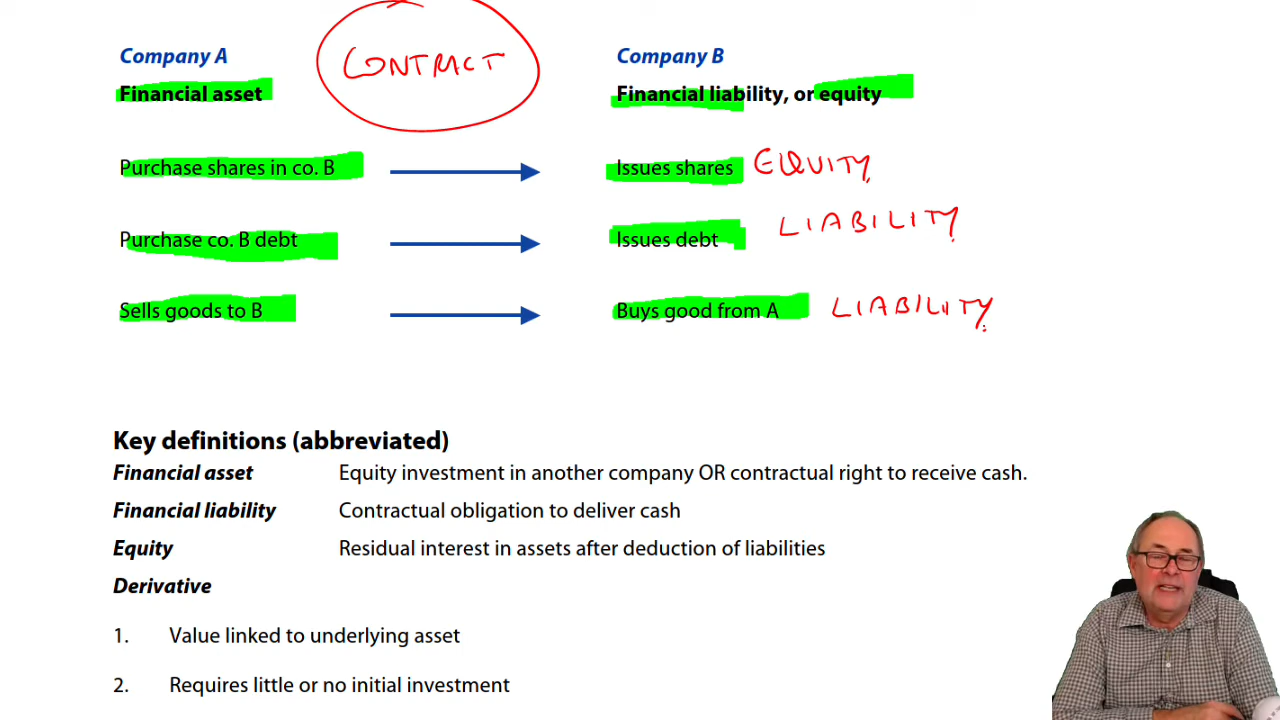 Company A CONTRACT Company B
Financial asset Financial liability, or equity
Purchase shares in co. B Issues shares EQUITY
Purchase co. B debt Issues debt LIABILITY
Sells goods to B Buys good from A LIABILITY
Key definitions (abbreviated)
Financial asset Equity investment in another company OR contractual right to receive cash.
Financial liability Contractual obligation to deliver cash
Equity Residual interest in assets after deduction of liabilities
Derivative
1. Value linked to underlying asset
2. Requires little or no initial investment